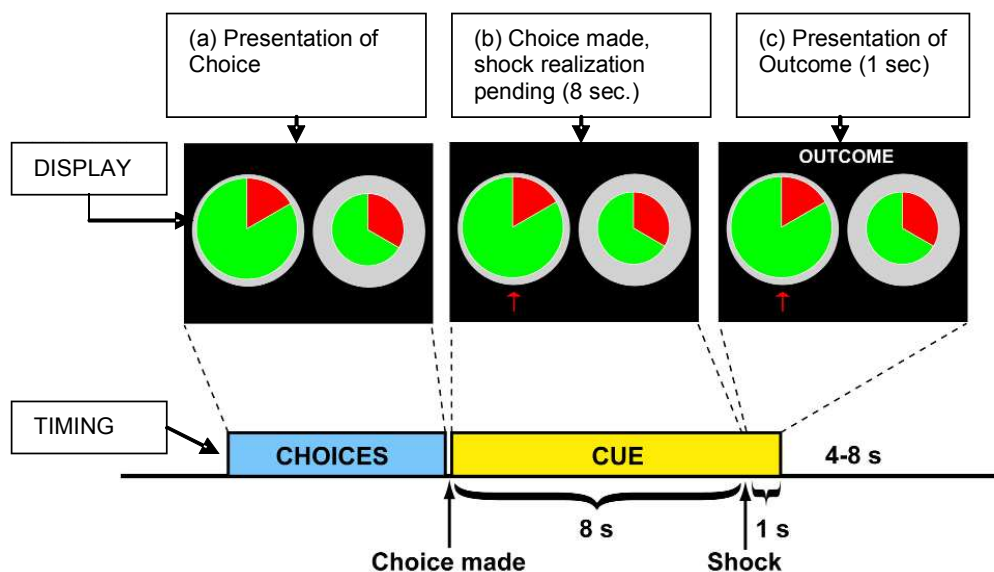 (a) Presentation of
Choice
(b) Choice made,
shock realization
pending (8 sec.)
(c) Presentation of
Outcome (1 sec)
DISPLAY
OUTCOME
TIMING
CHOICES
CUE
4-8 s
8 s
1 s
Choice made
Shock